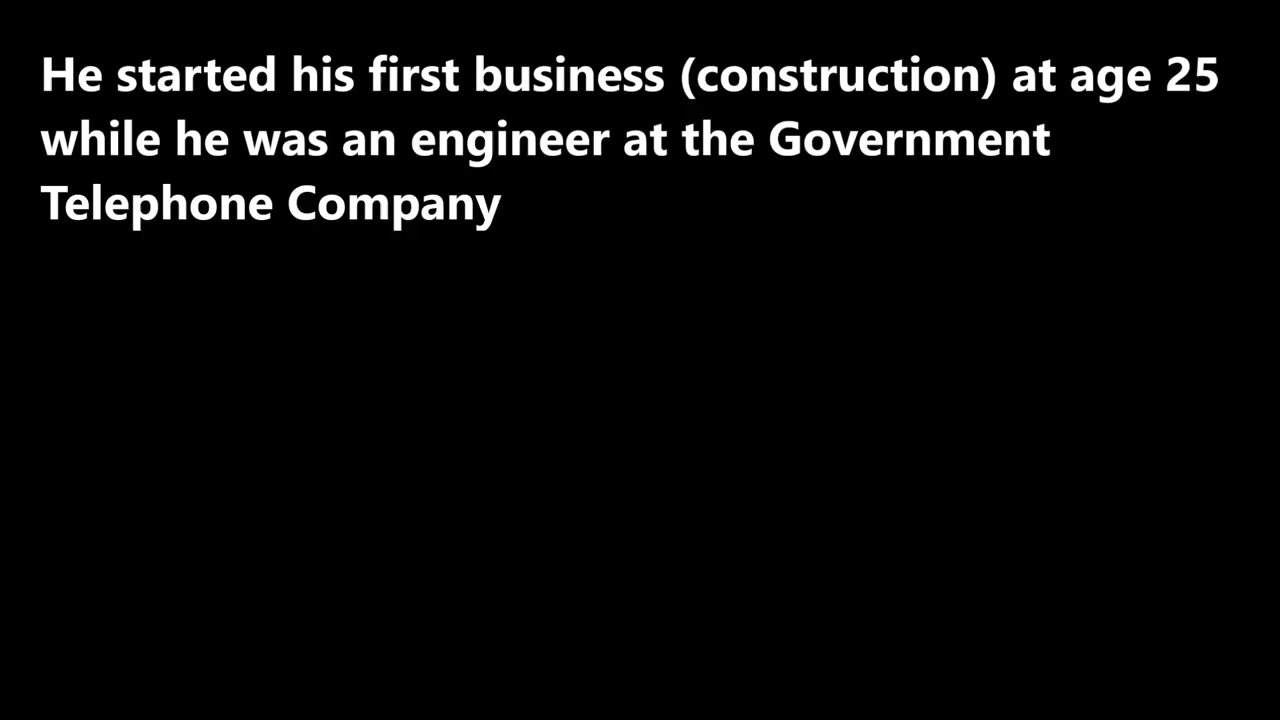 He started his first business (construction) at age 25
while he was an engineer at the Government
Telephone Company